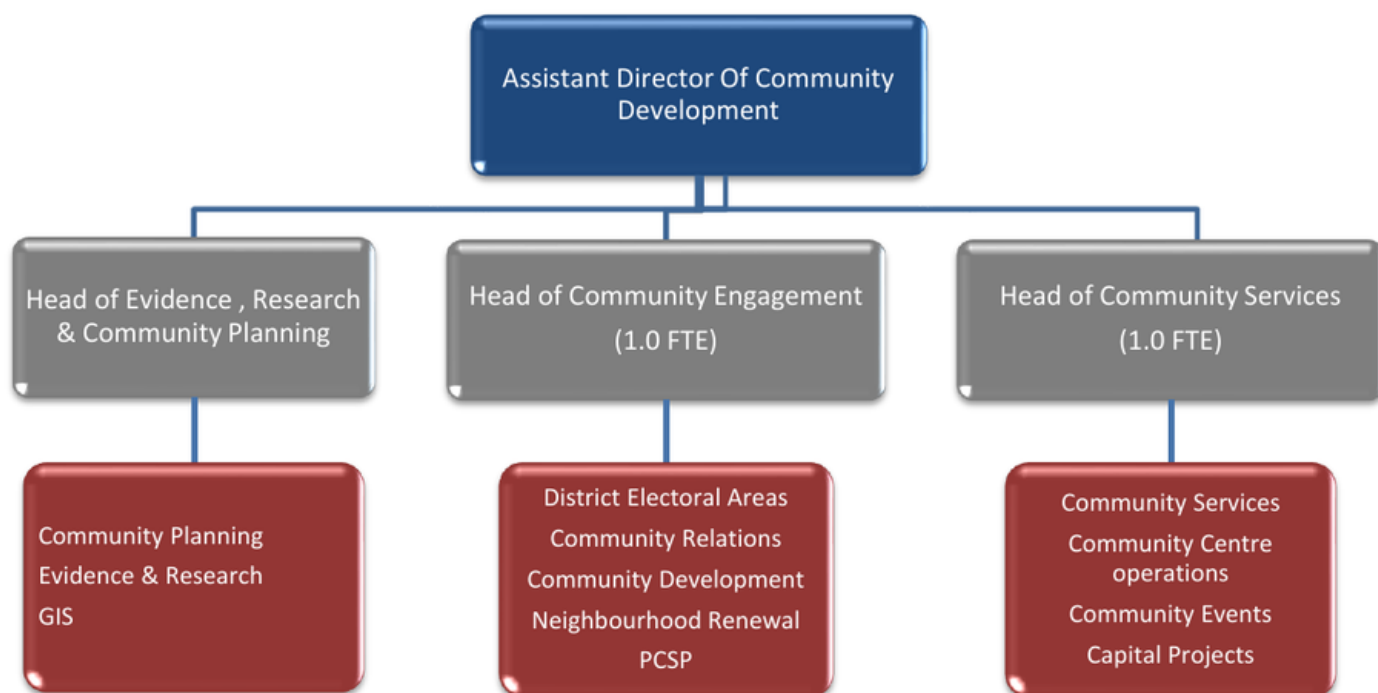 Assistant Director Of Community
Development
Head of Evidence , Research
& Community Planning
Head of Community Engagement
(1.0 FTE)
Head of Community Services
(1.0 FTE)
Community Planning
Evidence & Research
GIS
District Electoral Areas
Community Relations
Community Development
Neighbourhood Renewal
PCSP
Community Services
Community Centre
operations
Community Events
Capital Projects